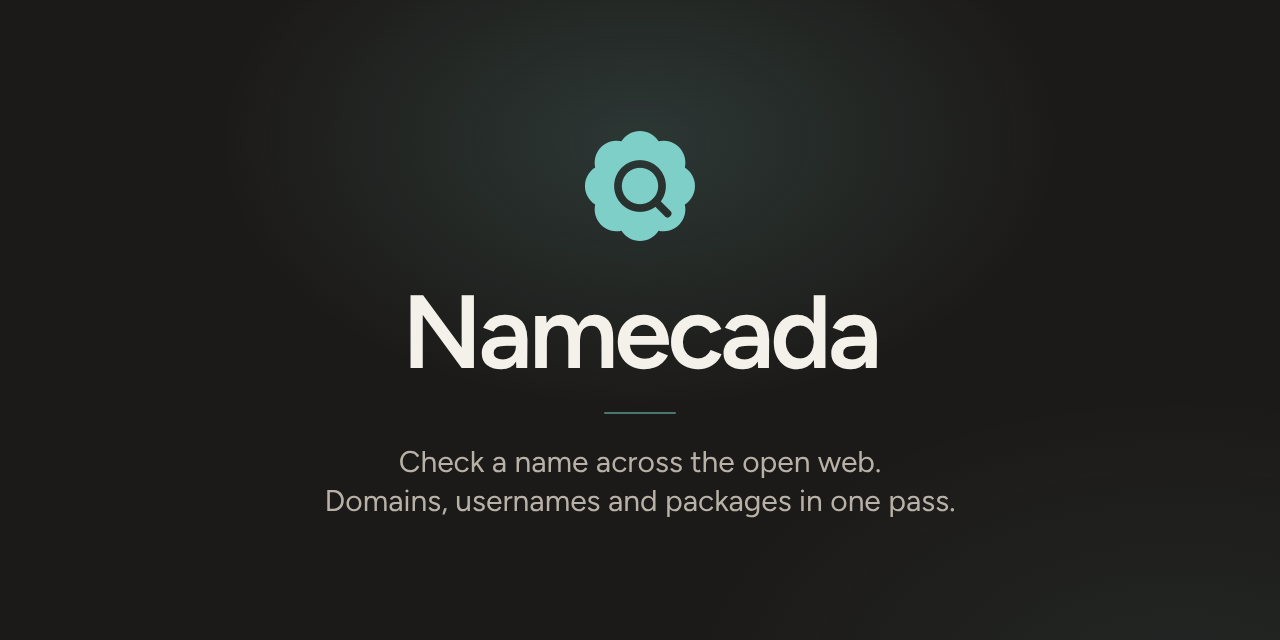 Namecada
Check a name across the open web.
Domains, usernames and packages in one pass.